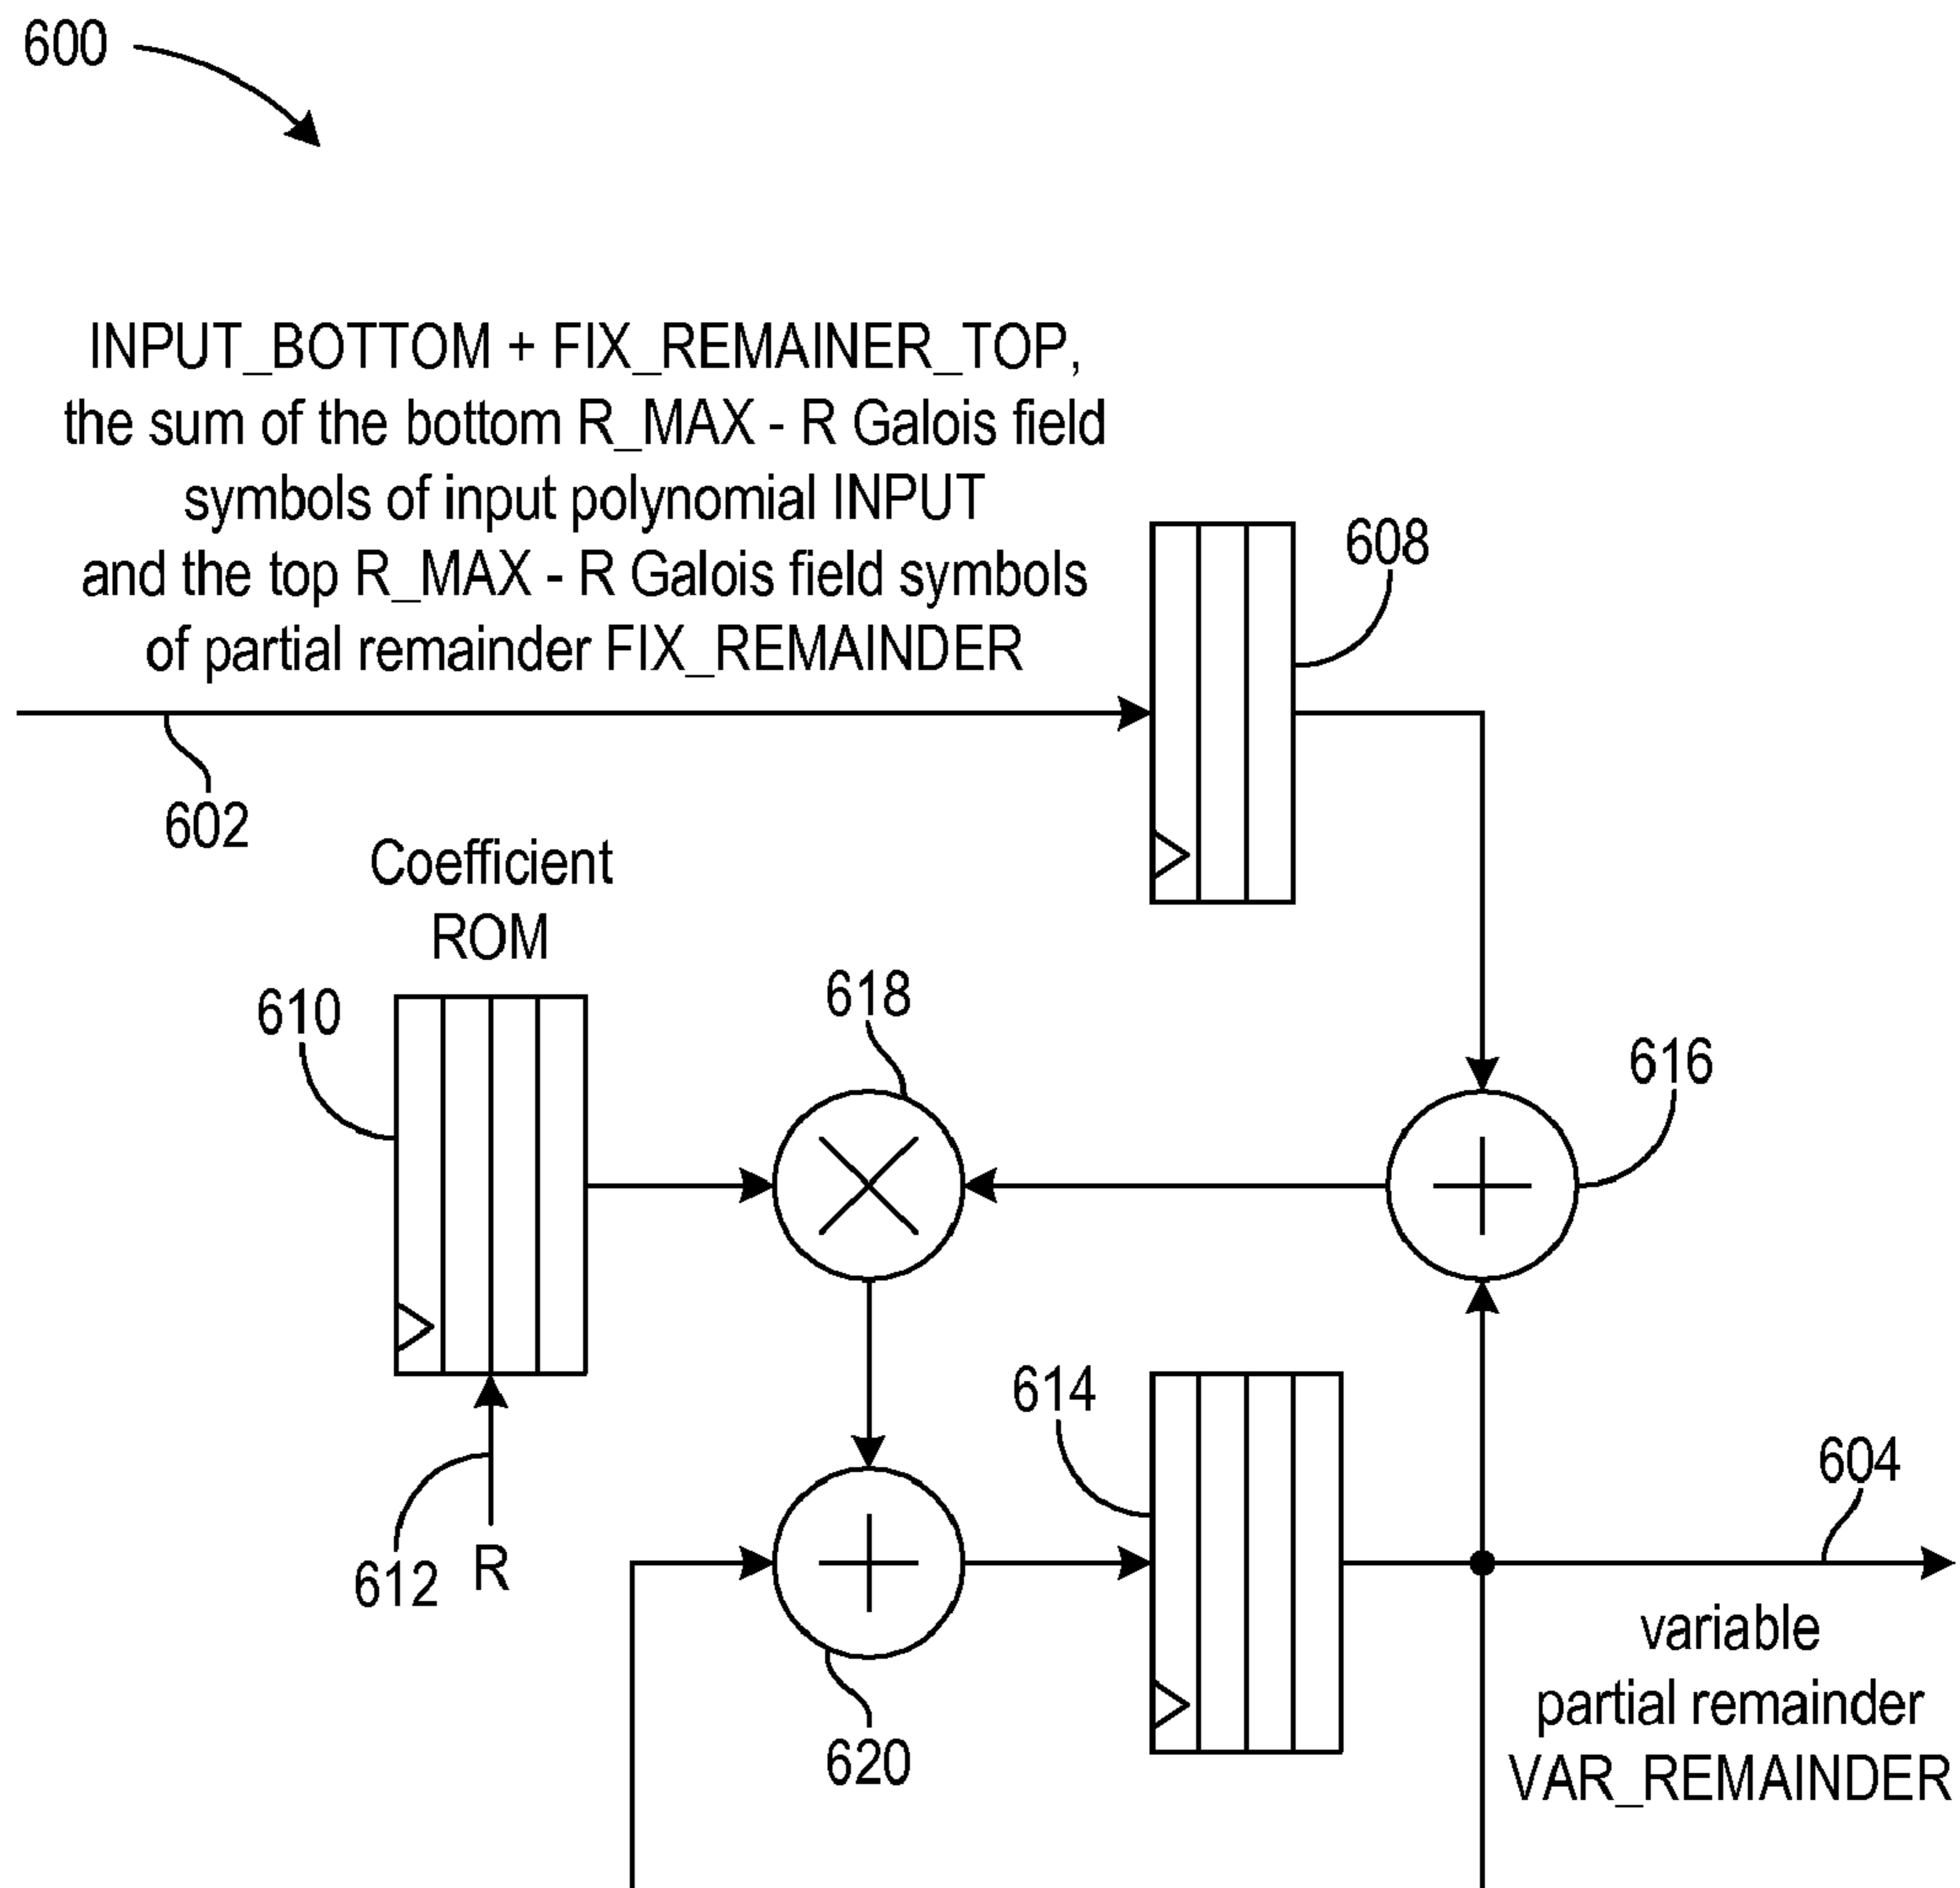 600
INPUT_BOTTOM + FIX_REMAINER_TOP,
the sum of the bottom R_MAX - R Galois field
symbols of input polynomial INPUT
and the top R_MAX - R Galois field symbols
of partial remainder FIX_REMAINDER
608
602
Coefficient
ROM
610
618
616
614
604
612
R
620
variable
partial remainder
VAR_REMAINDER